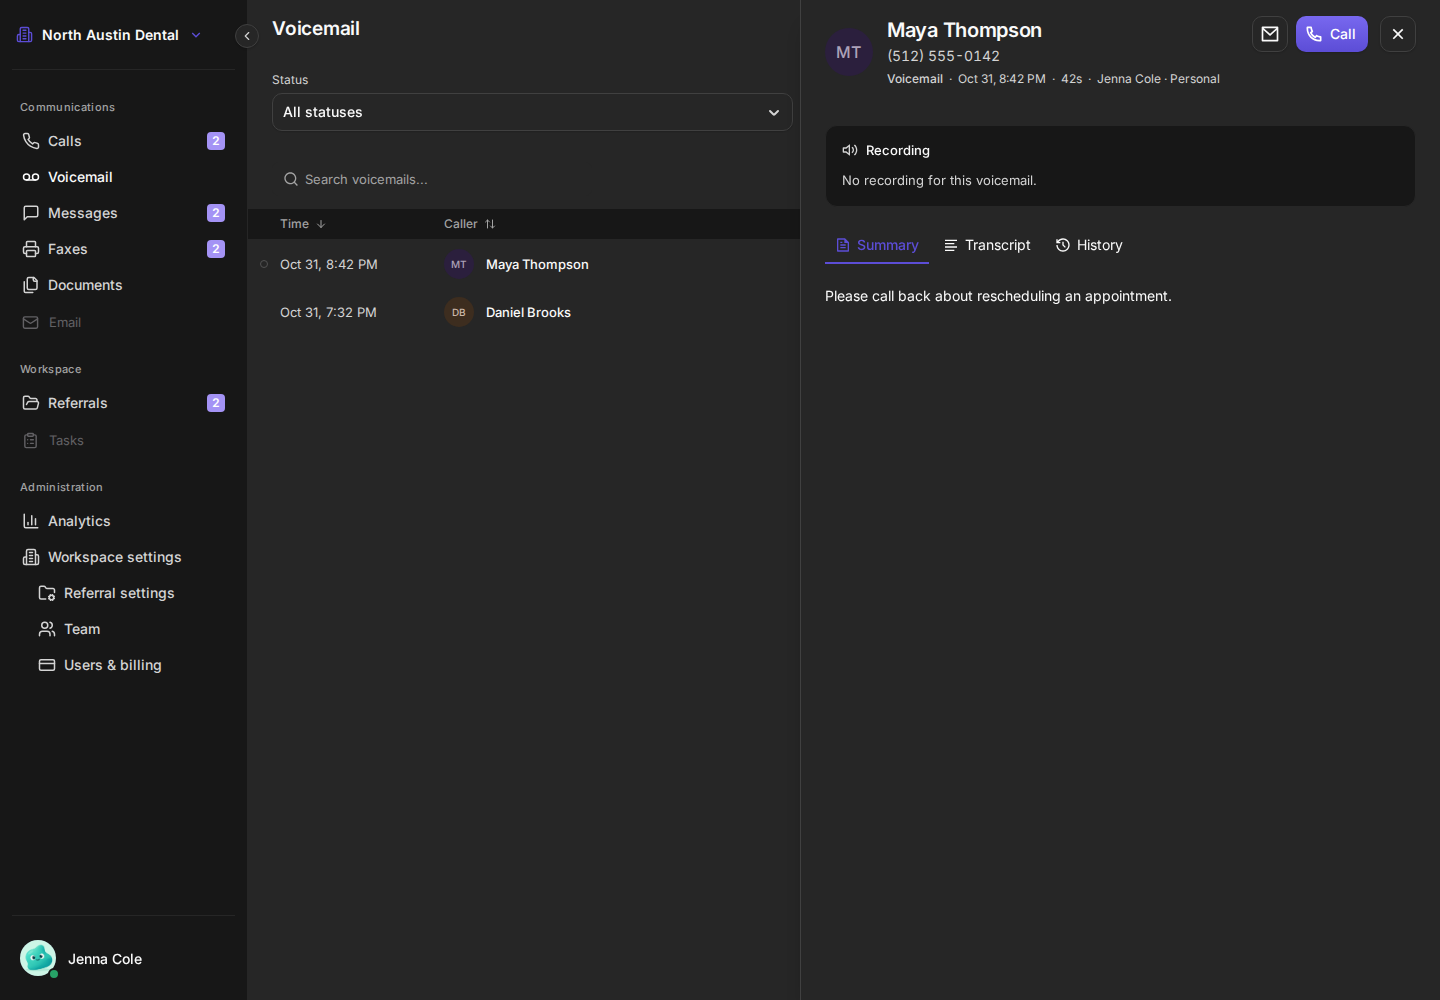 North Austin Dental
Communications
Calls 2
Voicemail
Messages 2
Faxes 2
Documents
Email
Workspace
Referrals 2
Tasks
Administration
Analytics
Workspace settings
Referral settings
Team
Users & billing
Jenna Cole
Voicemail
Status
All statuses
Search voicemails...
Time Caller
Oct 31, 8:42 PM MT Maya Thompson
Oct 31, 7:32 PM DB Daniel Brooks
MT
Maya Thompson
(512) 555-0142
Voicemail · Oct 31, 8:42 PM · 42s · Jenna Cole · Personal
Call
Recording
No recording for this voicemail.
Summary Transcript History
Please call back about rescheduling an appointment.